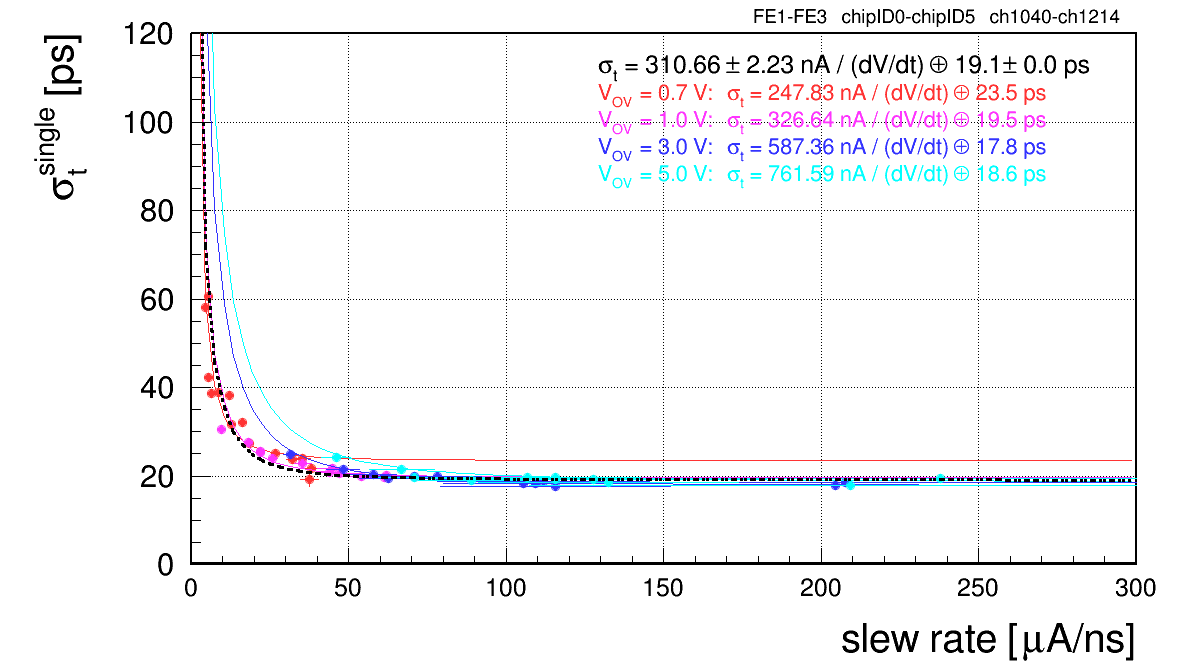 FE1-FE3 chipID0-chipID5 ch1040-ch1214
σt = 310.66 ± 2.23 nA / (dV/dt) ⊕ 19.1± 0.0 ps
VOV = 0.7 V: σt = 247.83 nA / (dV/dt) ⊕ 23.5 ps
VOV = 1.0 V: σt = 326.64 nA / (dV/dt) ⊕ 19.5 ps
VOV = 3.0 V: σt = 587.36 nA / (dV/dt) ⊕ 17.8 ps
VOV = 5.0 V: σt = 761.59 nA / (dV/dt) ⊕ 18.6 ps
σt single [ps]
120
100
80
60
40
20
0
0 50 100 150 200 250 300
slew rate [μA/ns]